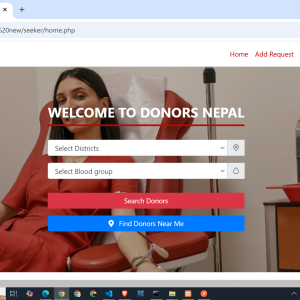 520new/seeker/home.php
Home Add Request
WELCOME TO DONORS NEPAL
Select Districts
Select Blood group
Search Donors
Find Donors Near Me